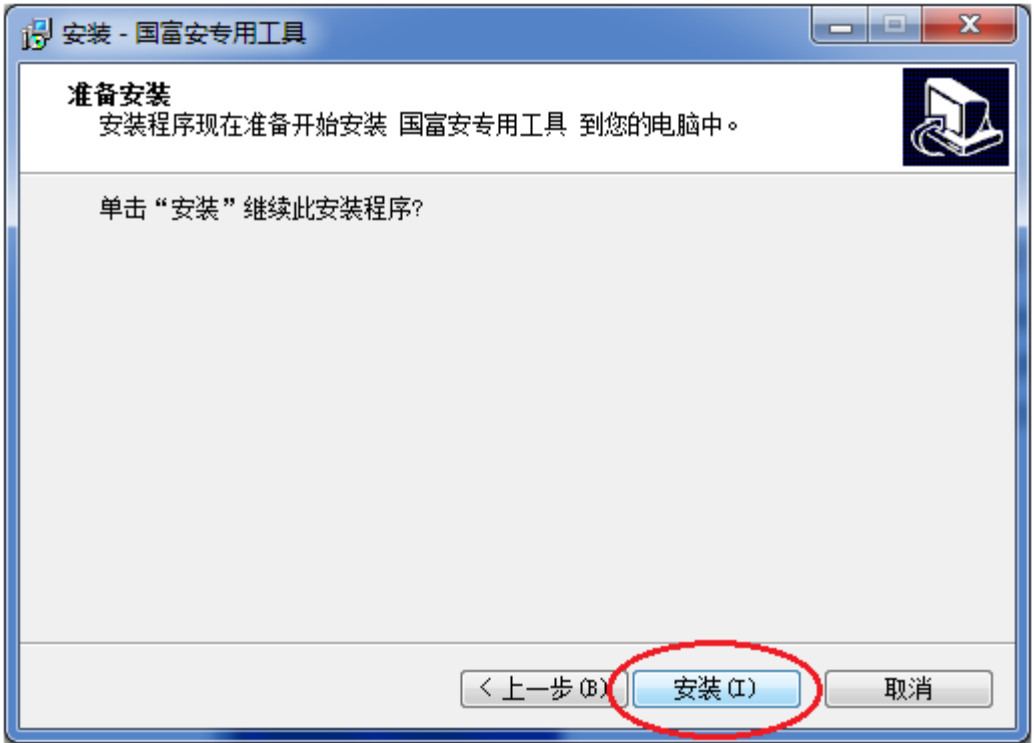 安装 - 国富安专用工具
准备安装
安装程序现在准备开始安装 国富安专用工具 到您的电脑中。
单击“安装”继续此安装程序?
< 上一步(B)
安装(I)
取消